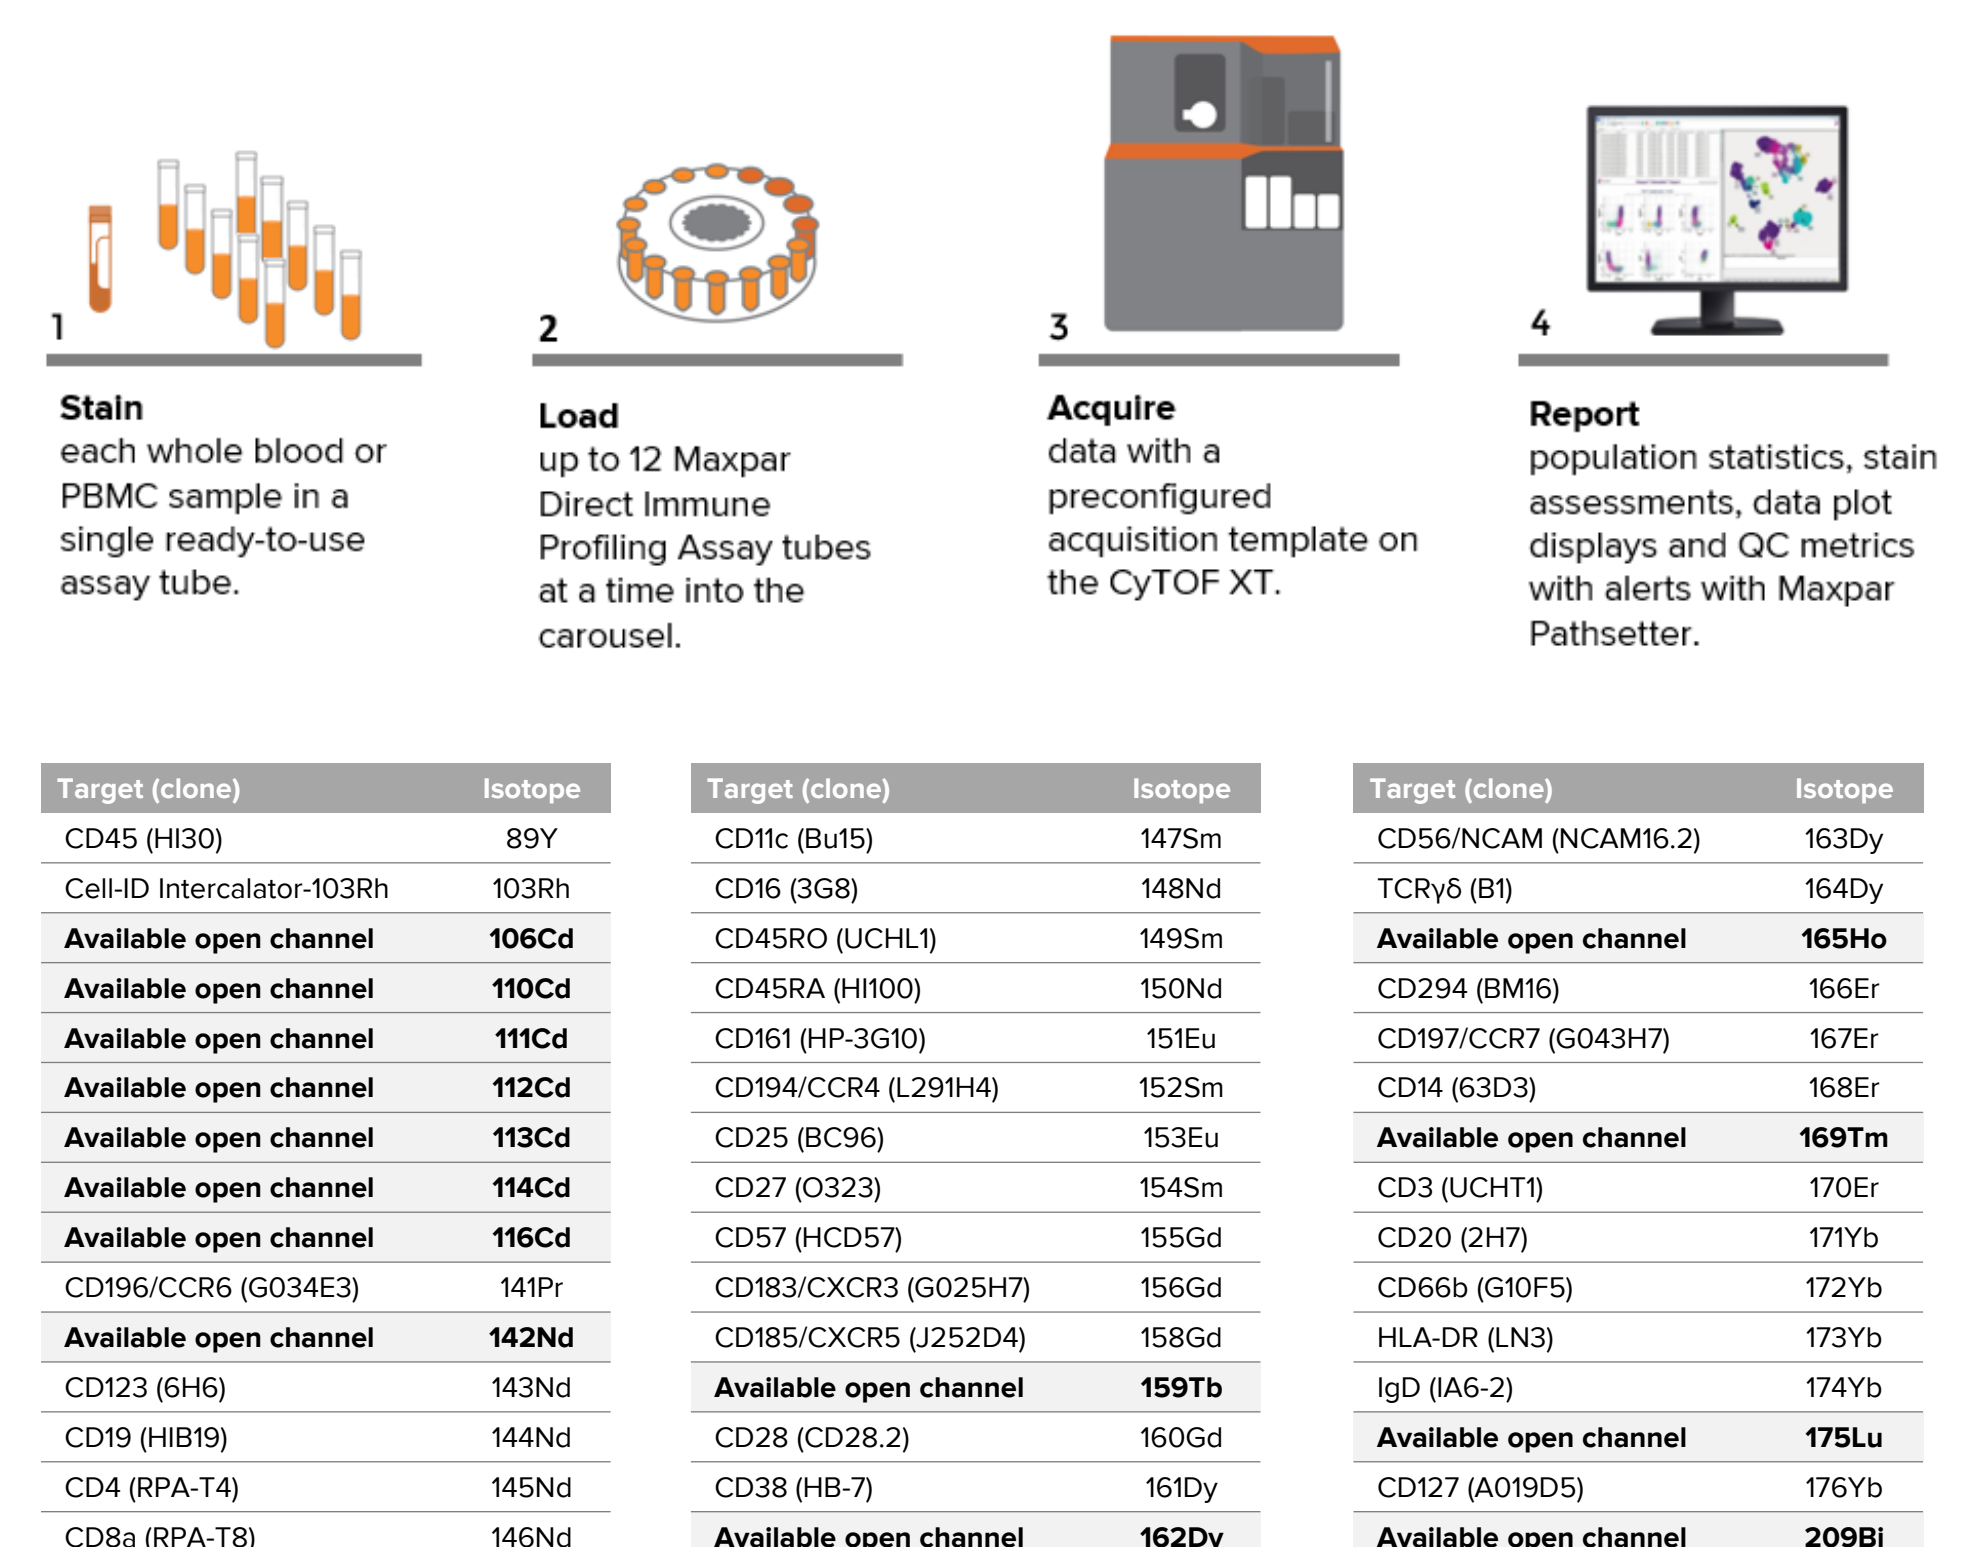 1
Stain
each whole blood or
PBMC sample in a
single ready-to-use
assay tube.
2
Load
up to 12 Maxpar
Direct Immune
Profiling Assay tubes
at a time into the
carousel.
3
Acquire
data with a
preconfigured
acquisition template on
the CyTOF XT.
4
Report
population statistics, stain
assessments, data plot
displays and QC metrics
with alerts with Maxpar
Pathsetter.
Target (clone) Isotope
CD45 (HI30) 89Y
Cell-ID Intercalator-103Rh 103Rh
Available open channel 106Cd
Available open channel 110Cd
Available open channel 111Cd
Available open channel 112Cd
Available open channel 113Cd
Available open channel 114Cd
Available open channel 116Cd
CD196/CCR6 (G034E3) 141Pr
Available open channel 142Nd
CD123 (6H6) 143Nd
CD19 (HIB19) 144Nd
CD4 (RPA-T4) 145Nd
CD8a (RPA-T8) 146Nd
Target (clone) Isotope
CD11c (Bu15) 147Sm
CD16 (3G8) 148Nd
CD45RO (UCHL1) 149Sm
CD45RA (HI100) 150Nd
CD161 (HP-3G10) 151Eu
CD194/CCR4 (L291H4) 152Sm
CD25 (BC96) 153Eu
CD27 (O323) 154Sm
CD57 (HCD57) 155Gd
CD183/CXCR3 (G025H7) 156Gd
CD185/CXCR5 (J252D4) 158Gd
Available open channel 159Tb
CD28 (CD28.2) 160Gd
CD38 (HB-7) 161Dy
Available open channel 162Dy
Target (clone) Isotope
CD56/NCAM (NCAM16.2) 163Dy
TCRγδ (B1) 164Dy
Available open channel 165Ho
CD294 (BM16) 166Er
CD197/CCR7 (G043H7) 167Er
CD14 (63D3) 168Er
Available open channel 169Tm
CD3 (UCHT1) 170Er
CD20 (2H7) 171Yb
CD66b (G10F5) 172Yb
HLA-DR (LN3) 173Yb
IgD (IA6-2) 174Yb
Available open channel 175Lu
CD127 (A019D5) 176Yb
Available open channel 209Bi